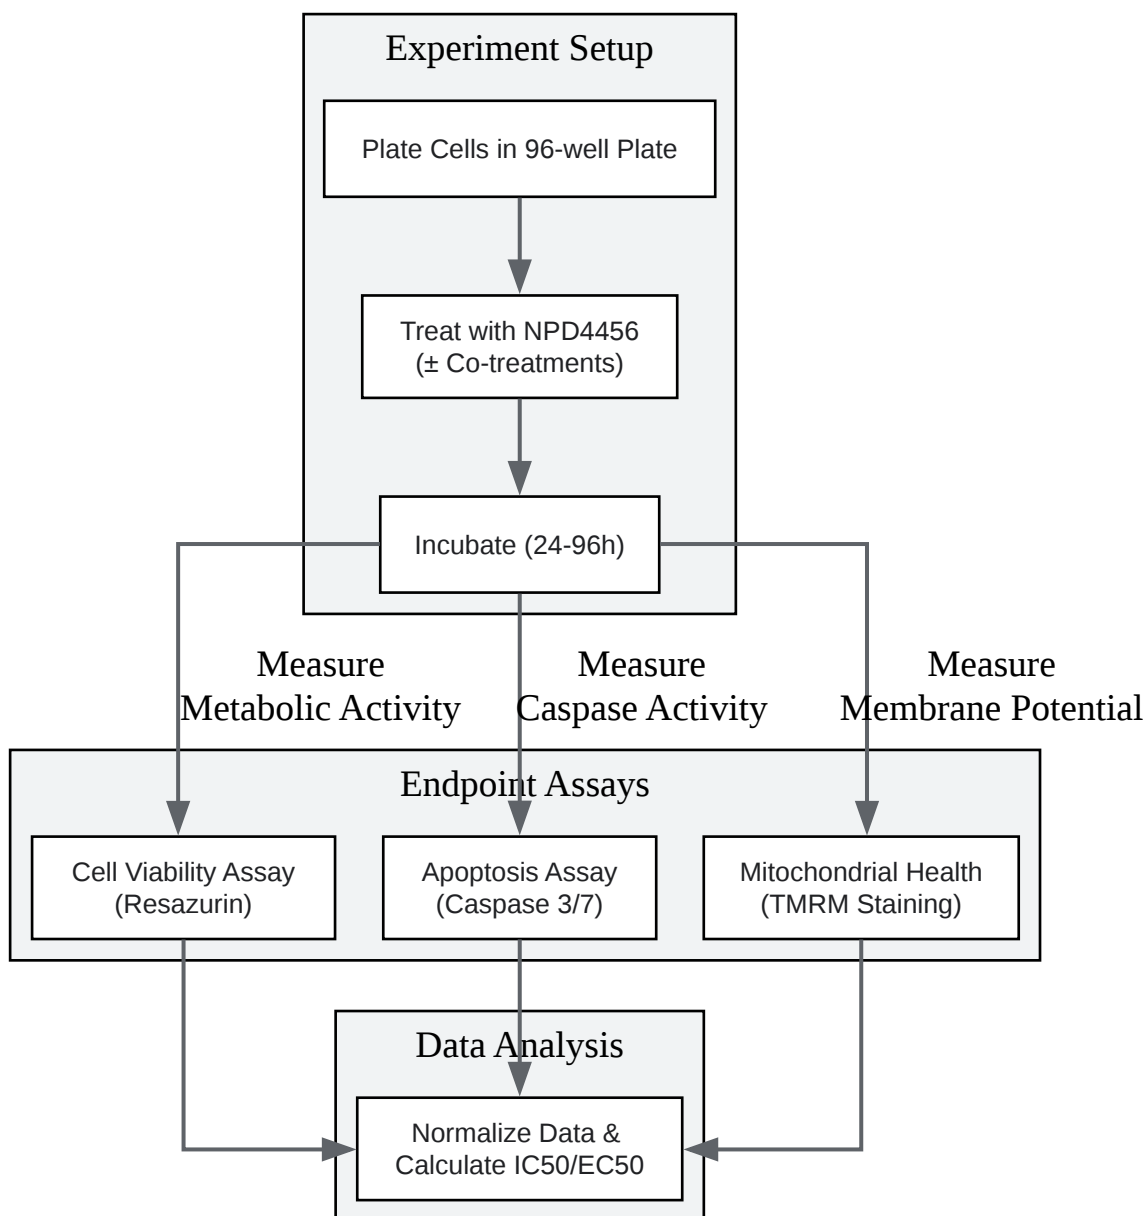 Experiment Setup
Plate Cells in 96-well Plate
Treat with NPD4456
(± Co-treatments)
Incubate (24-96h)
Measure
Metabolic Activity
Measure
Caspase Activity
Measure
Membrane Potential
Endpoint Assays
Cell Viability Assay
(Resazurin)
Apoptosis Assay
(Caspase 3/7)
Mitochondrial Health
(TMRM Staining)
Data Analysis
Normalize Data &
Calculate IC50/EC50